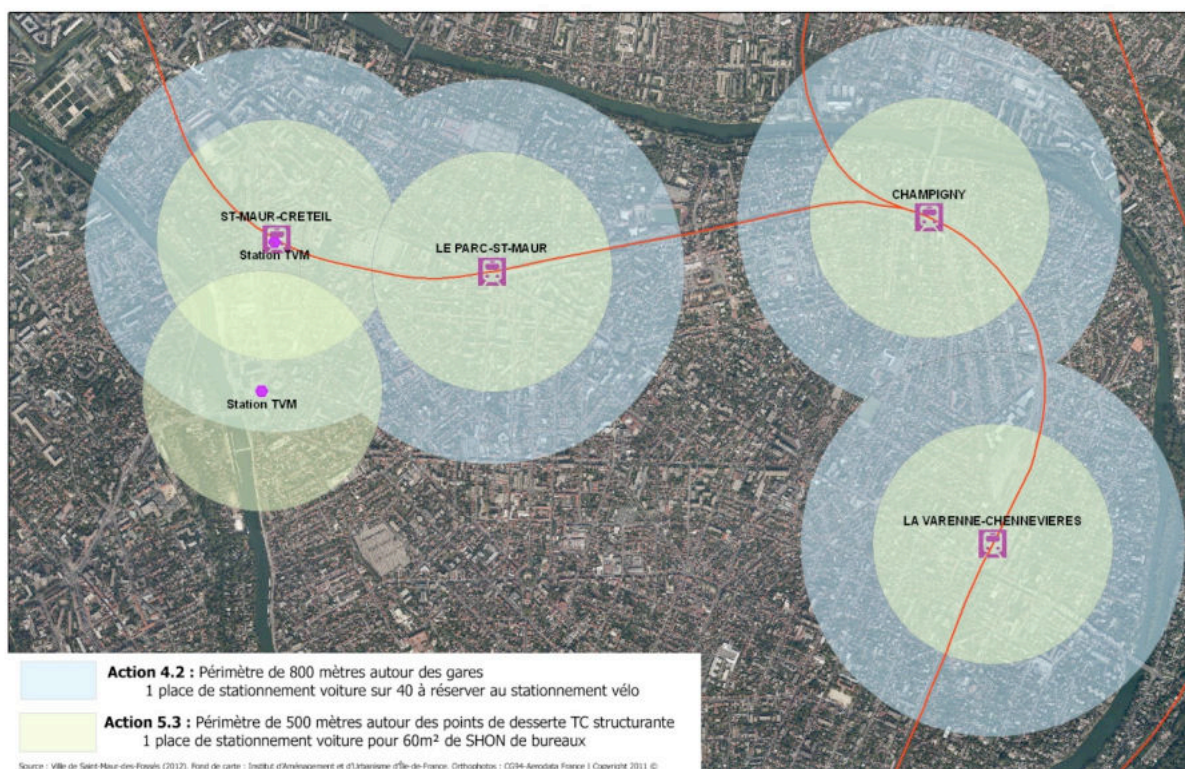 CHAMPIGNY
ST-MAUR-CRETEIL
Station TVM
LE PARC-ST-MAUR
Station TVM
LA VARENNE-CHENNEVIERES
Action 4.2 : Périmètre de 800 mètres autour des gares
1 place de stationnement voiture sur 40 à réserver au stationnement vélo
Action 5.3 : Périmètre de 500 mètres autour des points de desserte TC structurante
1 place de stationnement voiture pour 60m² de SHON de bureaux
Source : Ville de Saint-Maur-des-Fossés (2012). Fond de carte : Institut d'Aménagement et d'Urbanisme d'Île-de-France. Orthophotos : CG94-Aerodata France | Copyright 2011 ©